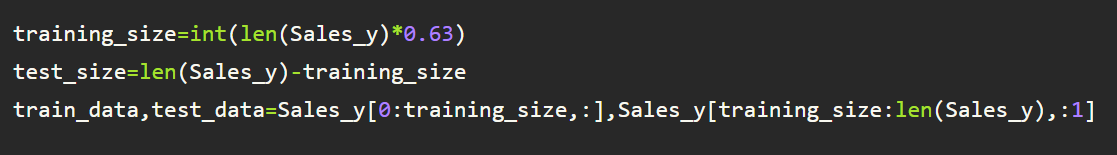 training_size=int(len(Sales_y)*0.63)
test_size=len(Sales_y)-training_size
train_data,test_data=Sales_y[0:training_size,:],Sales_y[training_size:len(Sales_y),:1]